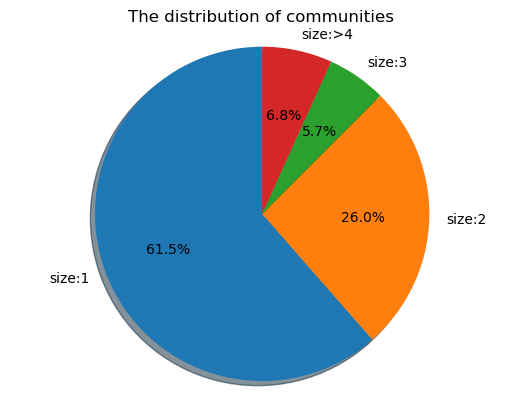 The distribution of communities
size:>4
size:3
6.8%
5.7%
26.0%
size:2
61.5%
size:1